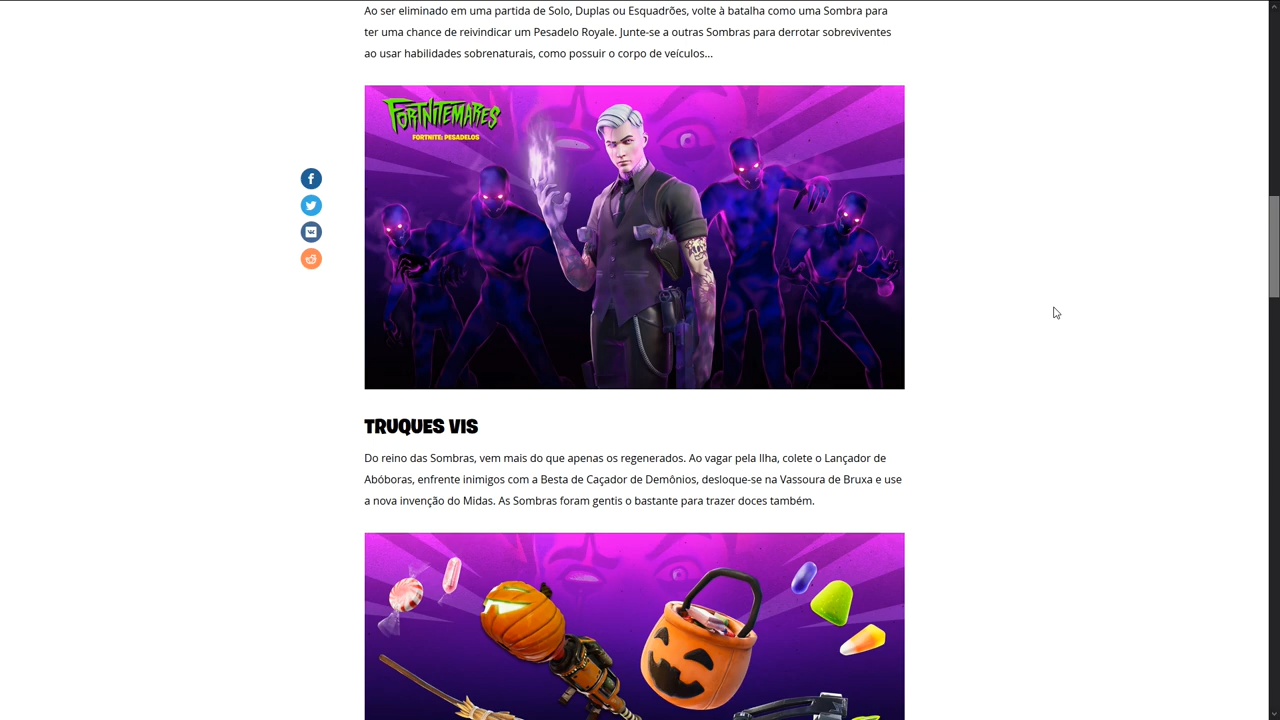 Ao ser eliminado em uma partida de Solo, Duplas ou Esquadrões, volte à batalha como uma Sombra para
ter uma chance de reivindicar um Pesadelo Royale. Junte-se a outras Sombras para derrotar sobreviventes
ao usar habilidades sobrenaturais, como possuir o corpo de veículos...
FORTNITEMARES
FORTNITE: PESADELOS
TRUQUES VIS
Do reino das Sombras, vem mais do que apenas os regenerados. Ao vagar pela Ilha, colete o Lançador de
Abóboras, enfrente inimigos com a Besta de Caçador de Demônios, desloque-se na Vassoura de Bruxa e use
a nova invenção do Midas. As Sombras foram gentis o bastante para trazer doces também.